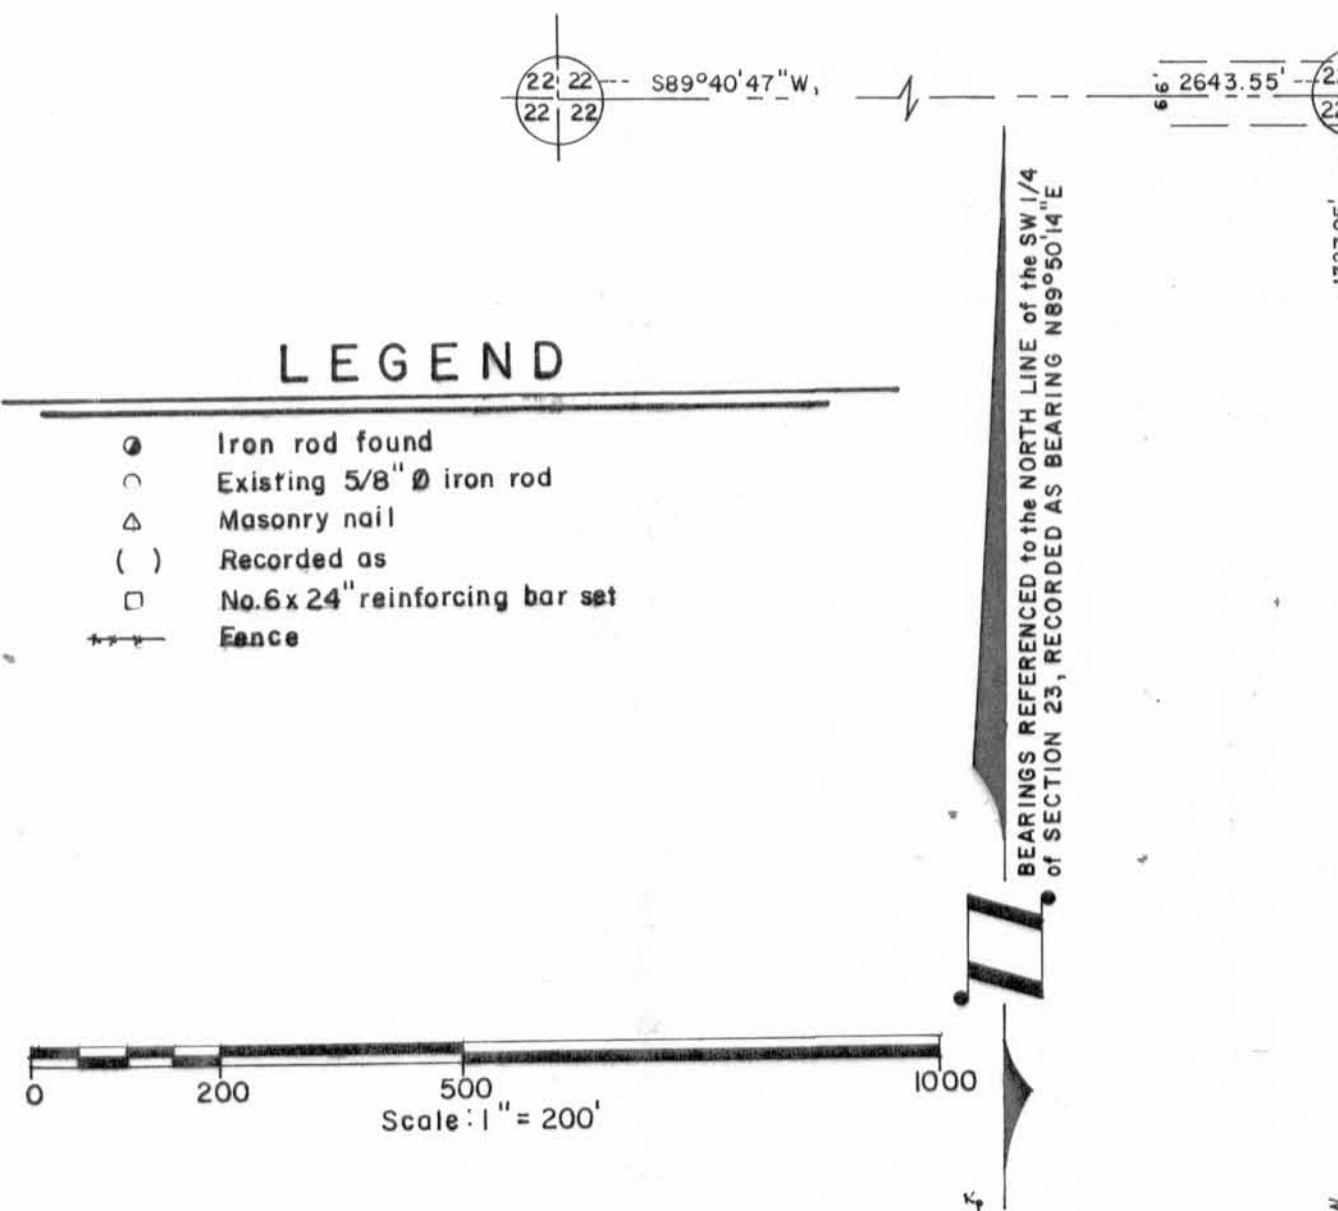 22 22 S89°40'47"W, 2643.55'
22 22
66'
LEGEND
Iron rod found
Existing 5/8" Ø iron rod
Masonry nail
( ) Recorded as
No.6 x 24" reinforcing bar set
Fence
BEARINGS REFERENCED to the NORTH LINE of the SW 1/4
of SECTION 23, RECORDED AS BEARING N89°50'14"E
0 200 500 1000
Scale: 1" = 200'